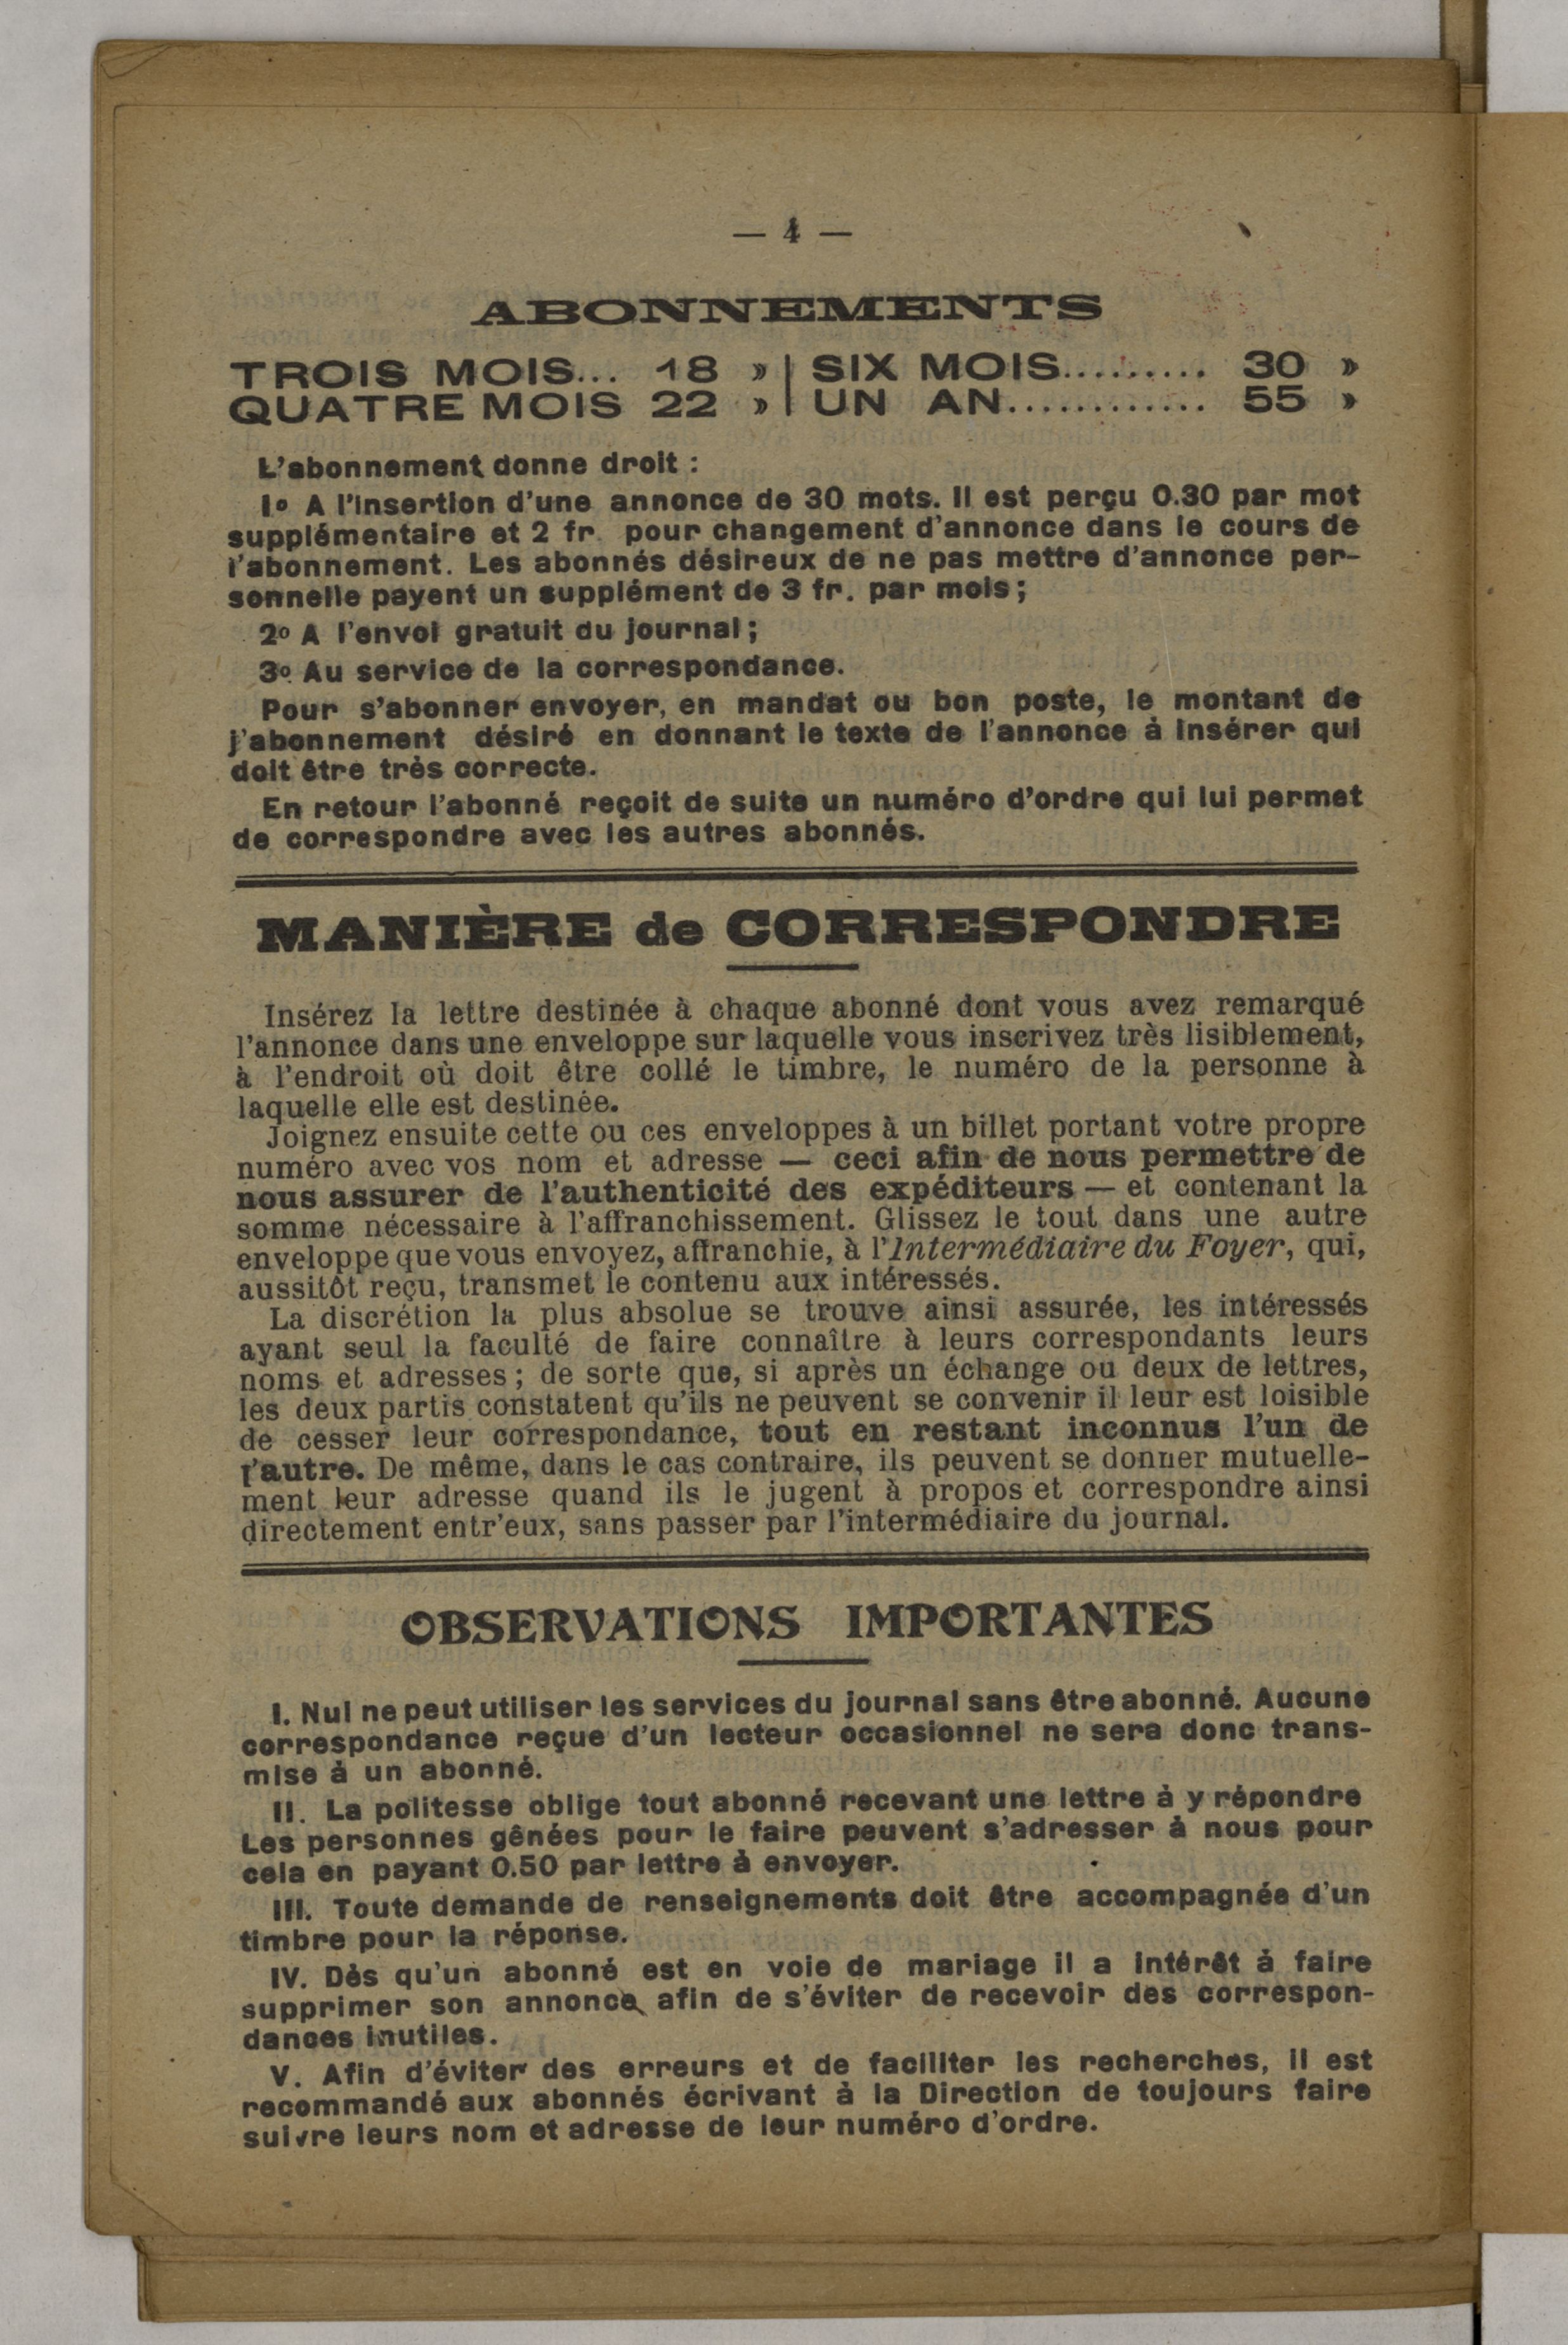 — 4 —
ABONNEMENTS
TROIS MOIS... 18 » | SIX MOIS......... 30 »
QUATRE MOIS 22 » | UN AN............ 55 »
L'abonnement donne droit :
1º A l'insertion d'une annonce de 30 mots. Il est perçu 0.30 par mot
supplémentaire et 2 fr. pour changement d'annonce dans le cours de
l'abonnement. Les abonnés désireux de ne pas mettre d'annonce per-
sonnelle payent un supplément de 3 fr. par mois ;
2º A l'envoi gratuit du journal ;
3º Au service de la correspondance.
Pour s'abonner envoyer, en mandat ou bon poste, le montant de
j'abonnement désiré en donnant le texte de l'annonce à insérer qui
doit être très correcte.
En retour l'abonné reçoit de suite un numéro d'ordre qui lui permet
de correspondre avec les autres abonnés.
MANIÈRE de CORRESPONDRE
Insérez la lettre destinée à chaque abonné dont vous avez remarqué
l'annonce dans une enveloppe sur laquelle vous inscrivez très lisiblement,
à l'endroit où doit être collé le timbre, le numéro de la personne à
laquelle elle est destinée.
Joignez ensuite cette ou ces enveloppes à un billet portant votre propre
numéro avec vos nom et adresse — ceci afin de nous permettre de
nous assurer de l'authenticité des expéditeurs — et contenant la
somme nécessaire à l'affranchissement. Glissez le tout dans une autre
enveloppe que vous envoyez, affranchie, à l'Intermédiaire du Foyer, qui,
aussitôt reçu, transmet le contenu aux intéressés.
La discrétion la plus absolue se trouve ainsi assurée, les intéressés
ayant seul la faculté de faire connaître à leurs correspondants leurs
noms et adresses ; de sorte que, si après un échange ou deux de lettres,
les deux partis constatent qu'ils ne peuvent se convenir il leur est loisible
de cesser leur correspondance, tout en restant inconnus l'un de
l'autre. De même, dans le cas contraire, ils peuvent se donner mutuelle-
ment leur adresse quand ils le jugent à propos et correspondre ainsi
directement entr'eux, sans passer par l'intermédiaire du journal.
OBSERVATIONS IMPORTANTES
I. Nul ne peut utiliser les services du journal sans être abonné. Aucune
correspondance reçue d'un lecteur occasionnel ne sera donc trans-
mise à un abonné.
II. La politesse oblige tout abonné recevant une lettre à y répondre
Les personnes gênées pour le faire peuvent s'adresser à nous pour
cela en payant 0.50 par lettre à envoyer.
III. Toute demande de renseignements doit être accompagnée d'un
timbre pour la réponse.
IV. Dès qu'un abonné est en voie de mariage il a intérêt à faire
supprimer son annonce afin de s'éviter de recevoir des correspon-
dances inutiles.
V. Afin d'éviter des erreurs et de faciliter les recherches, il est
recommandé aux abonnés écrivant à la Direction de toujours faire
suivre leurs nom et adresse de leur numéro d'ordre.